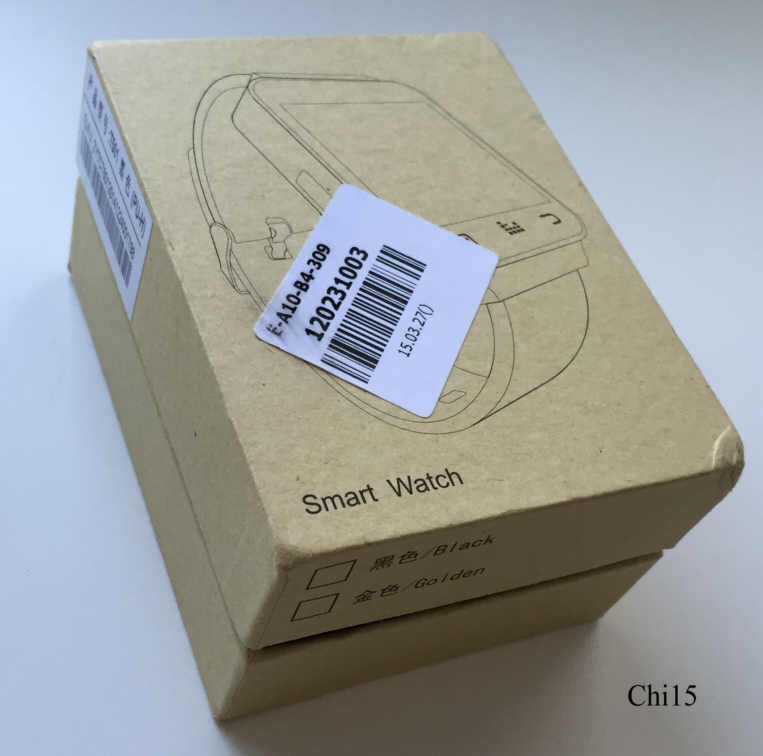 E-A10-B4-309
120231003
15.03.27()
Smart Watch
黑色/Black
金色/Golden
Chi15